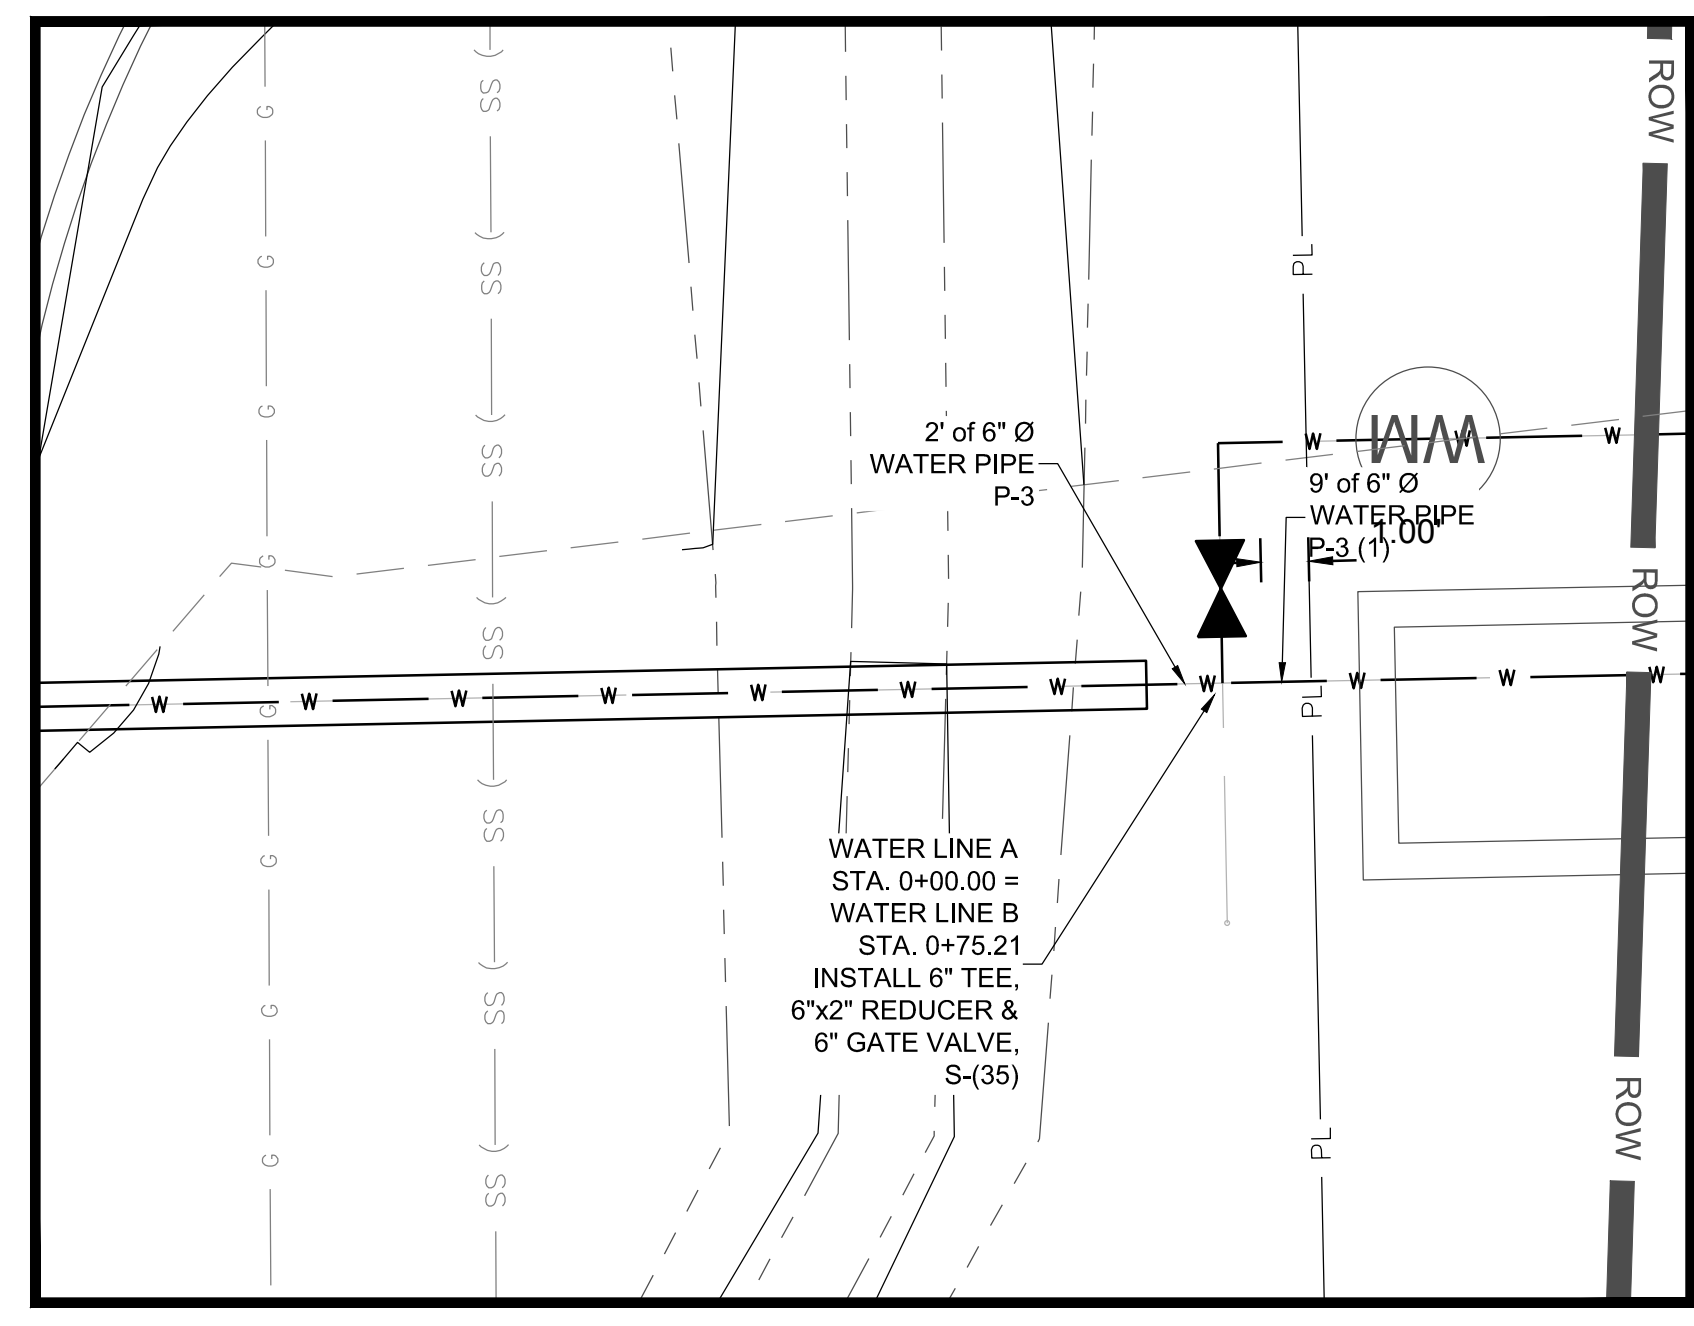 G
G
G
G
G
G
G
G
SS
SS
SS
SS
SS
SS
SS
PL
PL
PL
ROW
ROW
ROW
WM
W
W
W
2' of 6" Ø
WATER PIPE
P-3
9' of 6" Ø
WATER PIPE
P-3 (1)
1.00'
W
W
W
W
W
W
W
W
W
W
W
WATER LINE A
STA. 0+00.00 =
WATER LINE B
STA. 0+75.21
INSTALL 6" TEE,
6"x2" REDUCER &
6" GATE VALVE,
S-(35)